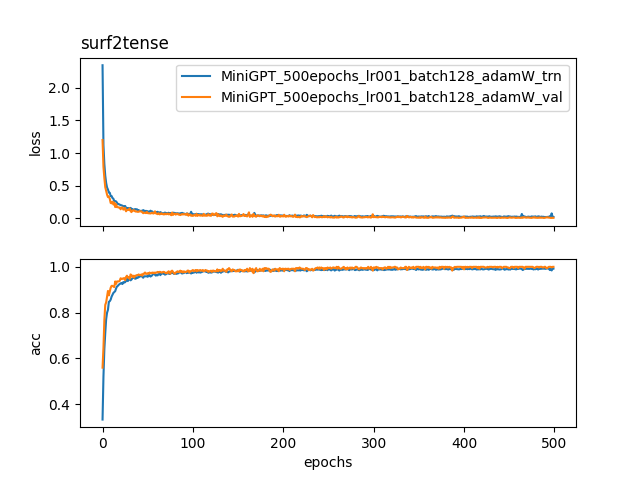 surf2tense
MiniGPT_500epochs_lr001_batch128_adamW_trn
MiniGPT_500epochs_lr001_batch128_adamW_val
2.0
1.5
1.0
0.5
0.0
loss
1.0
0.8
0.6
0.4
acc
0 100 200 300 400 500
epochs